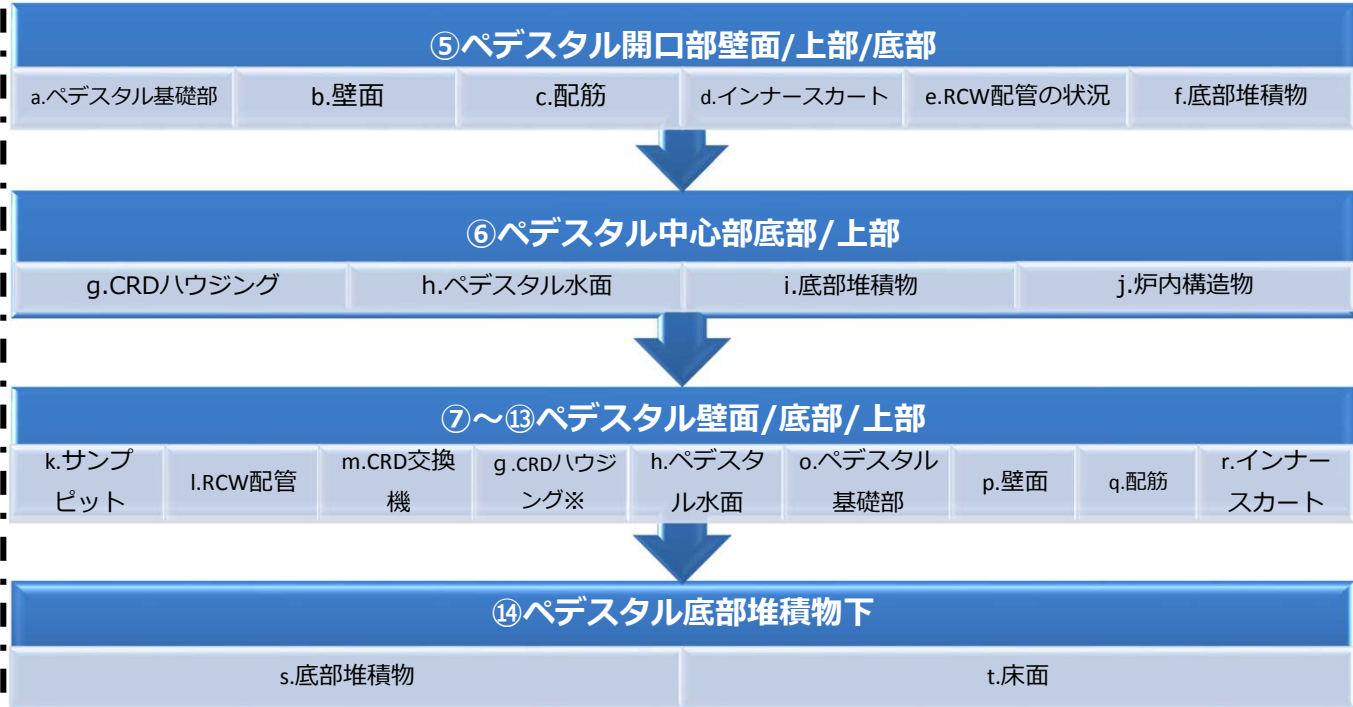 ⑤ペデスタル開口部壁面/上部/底部
a.ペデスタル基礎部 b.壁面 c.配筋 d.インナースカート e.RCW配管の状況 f.底部堆積物
⑥ペデスタル中心部底部/上部
g.CRDハウジング h.ペデスタル水面 i.底部堆積物 j.炉内構造物
⑦～⑬ペデスタル壁面/底部/上部
k.サンプ
ピット
l.RCW配管
m.CRD交換
機
g.CRDハウジ
ング※
h.ペデスタ
ル水面
o.ペデスタル
基礎部
p.壁面
q.配筋
r.インナー
スカート
⑭ペデスタル底部堆積物下
s.底部堆積物 t.床面